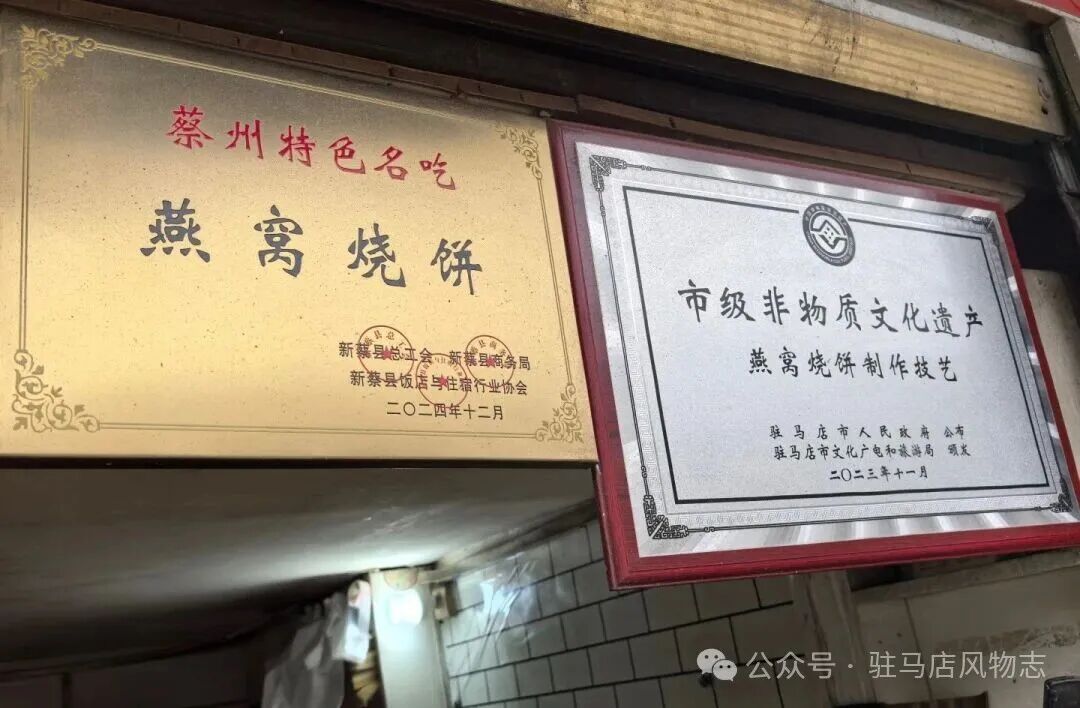 蔡州特色名吃
燕窝烧饼
新蔡县总工会 新蔡县商务局
新蔡县饭店与住宿行业协会
二〇二四年十二月
市级非物质文化遗产
燕窝烧饼制作技艺
驻马店市人民政府 公布
驻马店市文化广电和旅游局 颁发
二〇二三年十一月
公众号·驻马店风物志